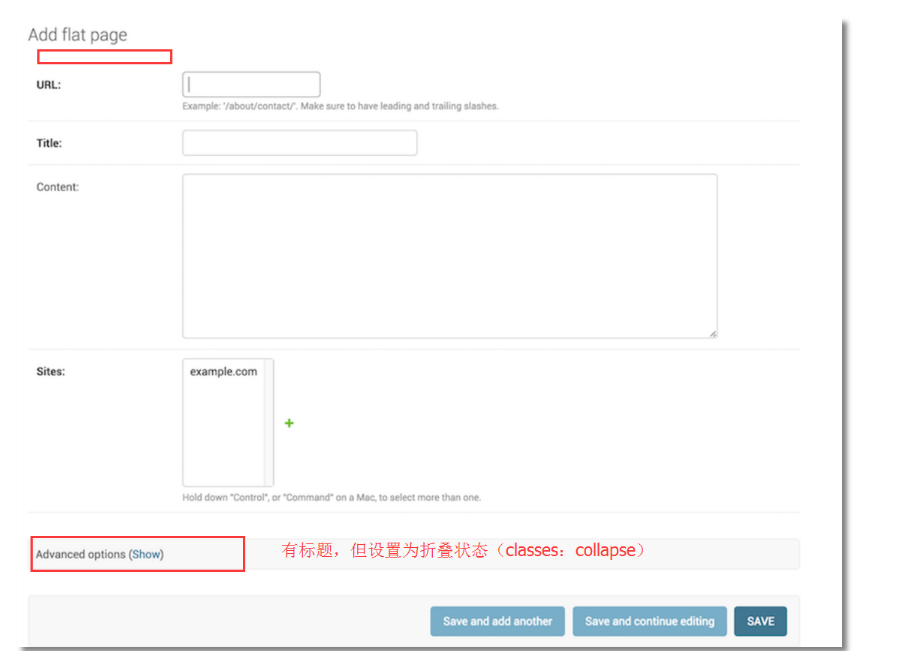 Add flat page
URL:
Example: '/about/contact/'. Make sure to have leading and trailing slashes.
Title:
Content:
Sites:
example.com
+
Hold down "Control", or "Command" on a Mac, to select more than one.
Advanced options (Show)
有标题，但设置为折叠状态（classes：collapse）
Save and add another
Save and continue editing
SAVE